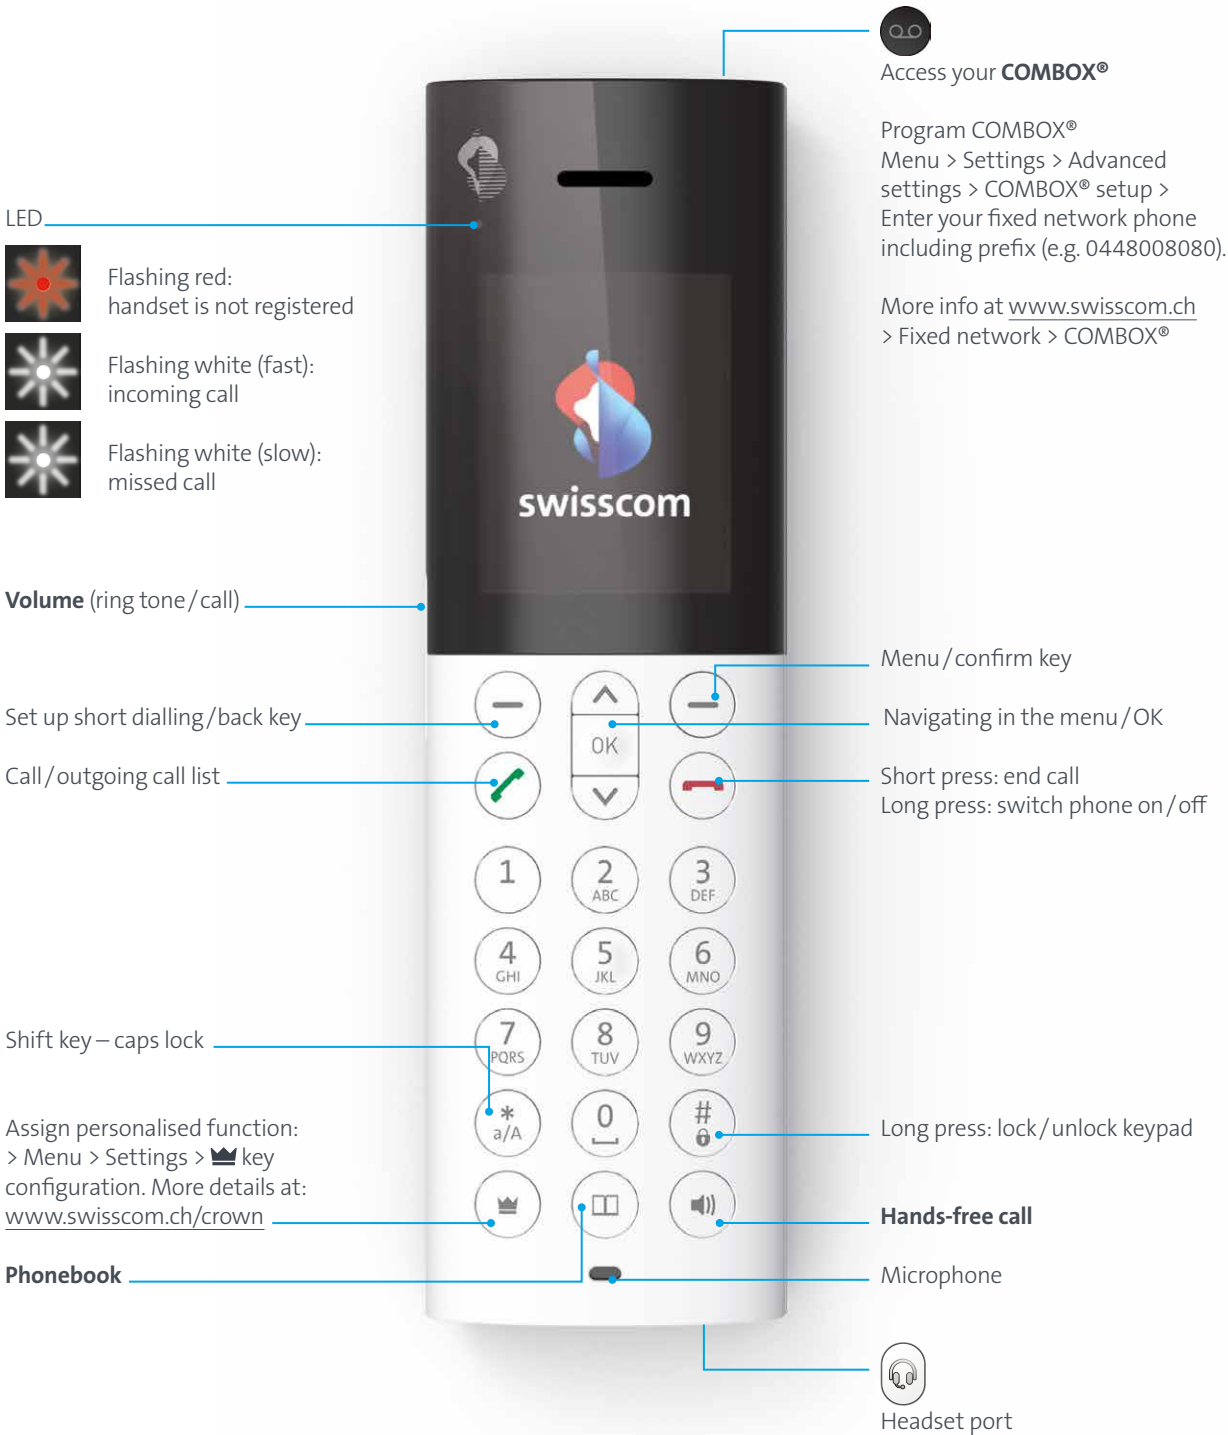 Access your COMBOX®
Program COMBOX®
Menu > Settings > Advanced
settings > COMBOX® setup >
Enter your fixed network phone
including prefix (e.g. 0448008080).
More info at www.swisscom.ch
> Fixed network > COMBOX®
LED
Flashing red:
handset is not registered
Flashing white (fast):
incoming call
Flashing white (slow):
missed call
swisscom
Volume (ring tone/call)
Set up short dialling/back key
Call/outgoing call list
Menu/confirm key
Navigating in the menu/OK
Short press: end call
Long press: switch phone on/off
OK
1
2
ABC
3
DEF
4
GHI
5
JKL
6
MNO
7
PQRS
8
TUV
9
WXYZ
*
a/A
0
#
Shift key – caps lock
Assign personalised function:
> Menu > Settings > key
configuration. More details at:
www.swisscom.ch/crown
Phonebook
Long press: lock/unlock keypad
Hands-free call
Microphone
Headset port